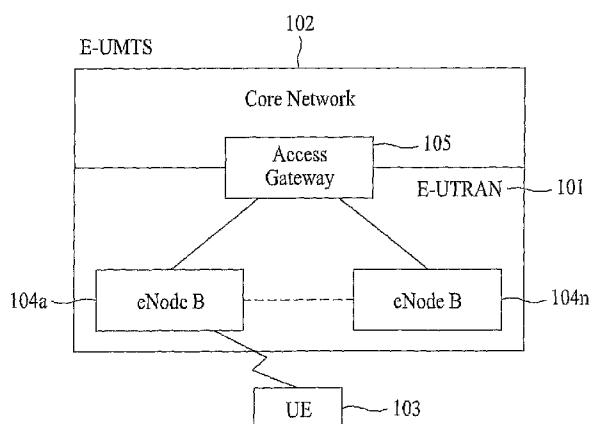 102
E-UMTS
Core Network
105
Access
Gateway
E-UTRAN
101
104a
eNode B
eNode B
104n
UE
103